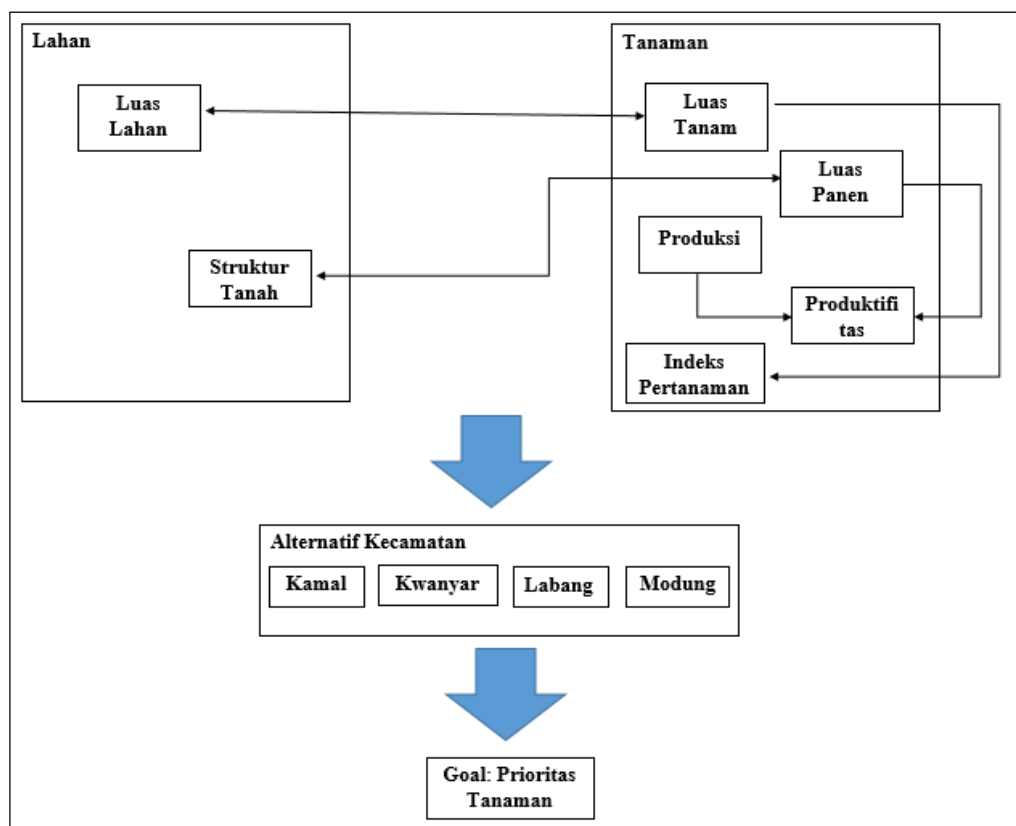 Lahan
Luas
Lahan
Struktur
Tanah
Tanaman
Luas
Tanam
Luas
Panen
Produksi
Produktifi
tas
Indeks
Pertanaman
Alternatif Kecamatan
Kamal
Kwanyar
Labang
Modung
Goal: Prioritas
Tanaman